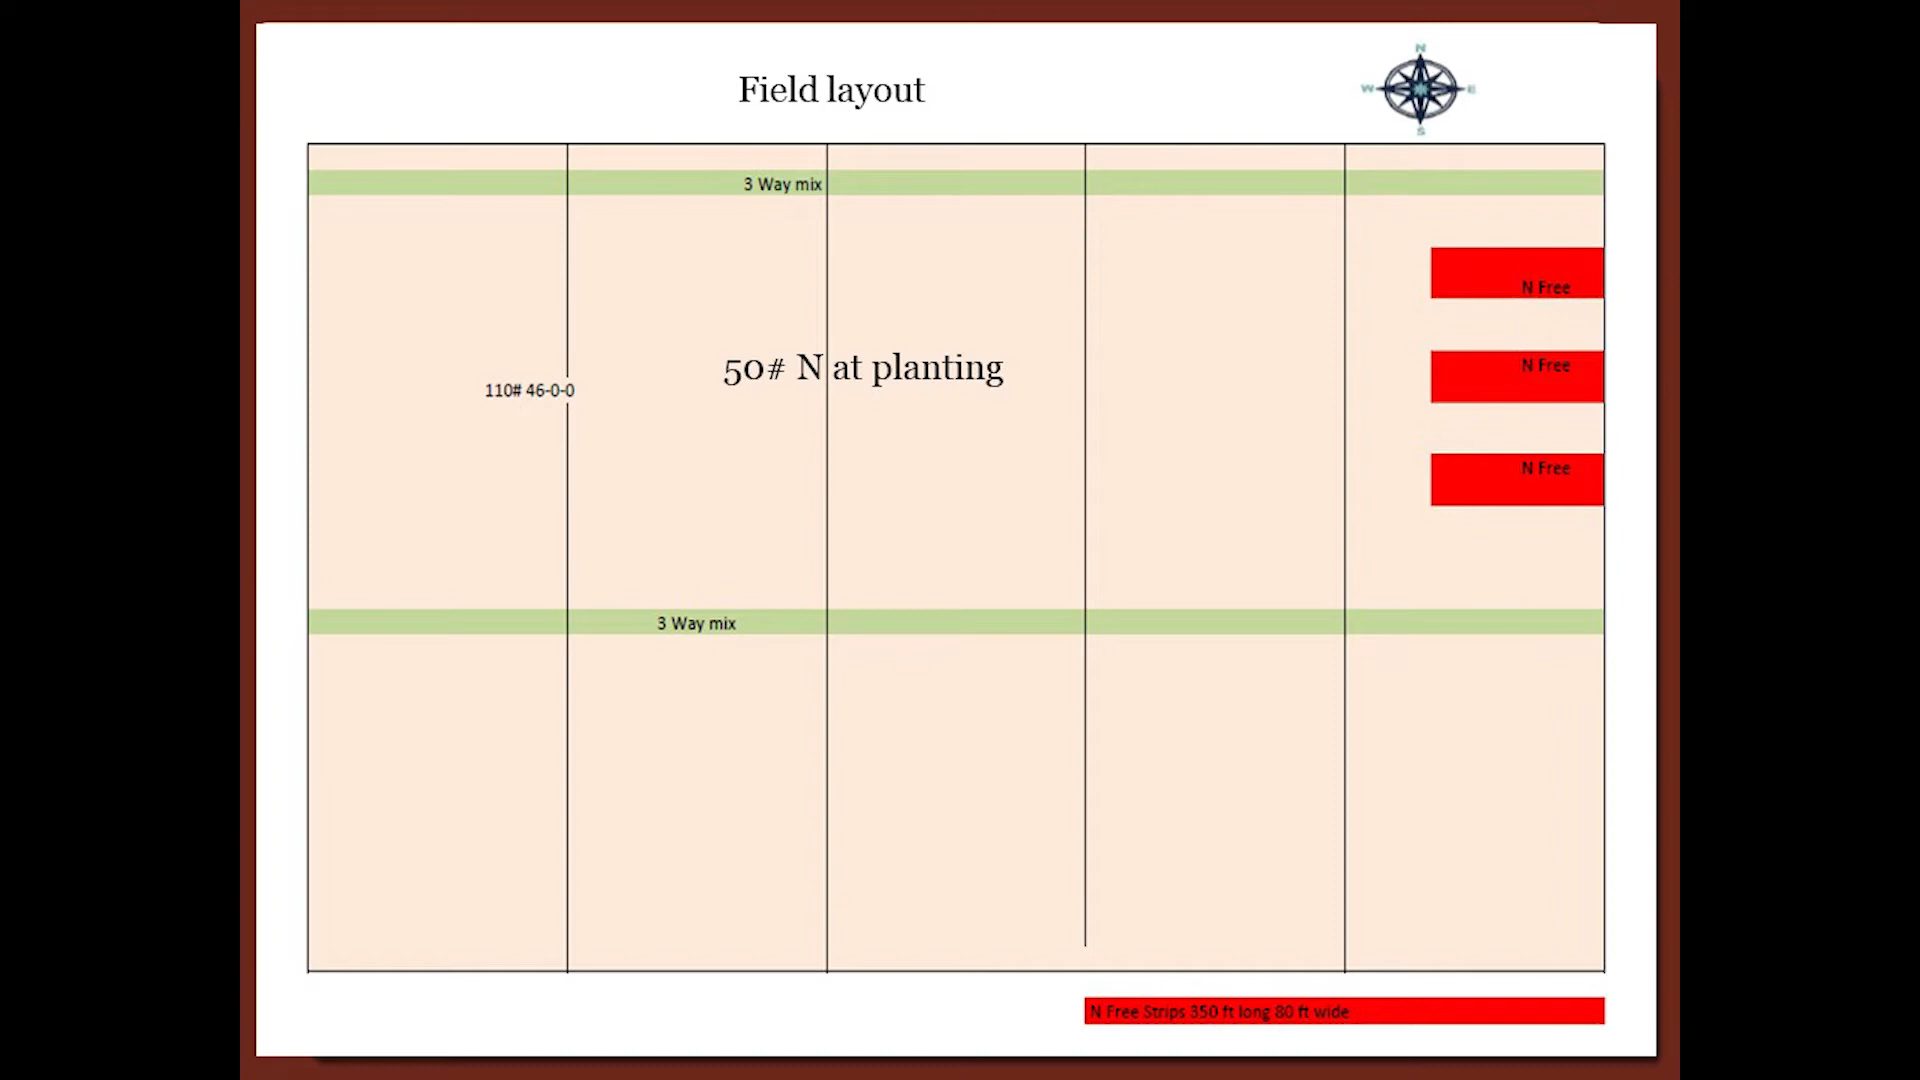 Field layout
N
W
E
S
3 Way mix
N Free
50# N at planting
N Free
110# 46-0-0
N Free
3 Way mix
N Free Strips 350 ft long 80 ft wide